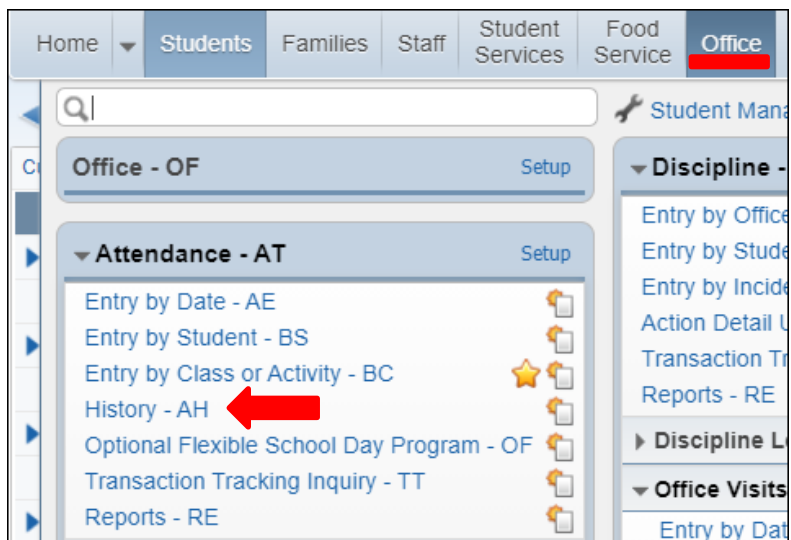 Home Students Families Staff Student Services Food Service Office
Student Mana
Office - OF Setup
Attendance - AT Setup
Entry by Date - AE
Entry by Student - BS
Entry by Class or Activity - BC
History - AH
Optional Flexible School Day Program - OF
Transaction Tracking Inquiry - TT
Reports - RE
Discipline -
Entry by Office
Entry by Stude
Entry by Incide
Action Detail
Transaction Tr
Reports - RE
Discipline L
Office Visits
Entry by Dat